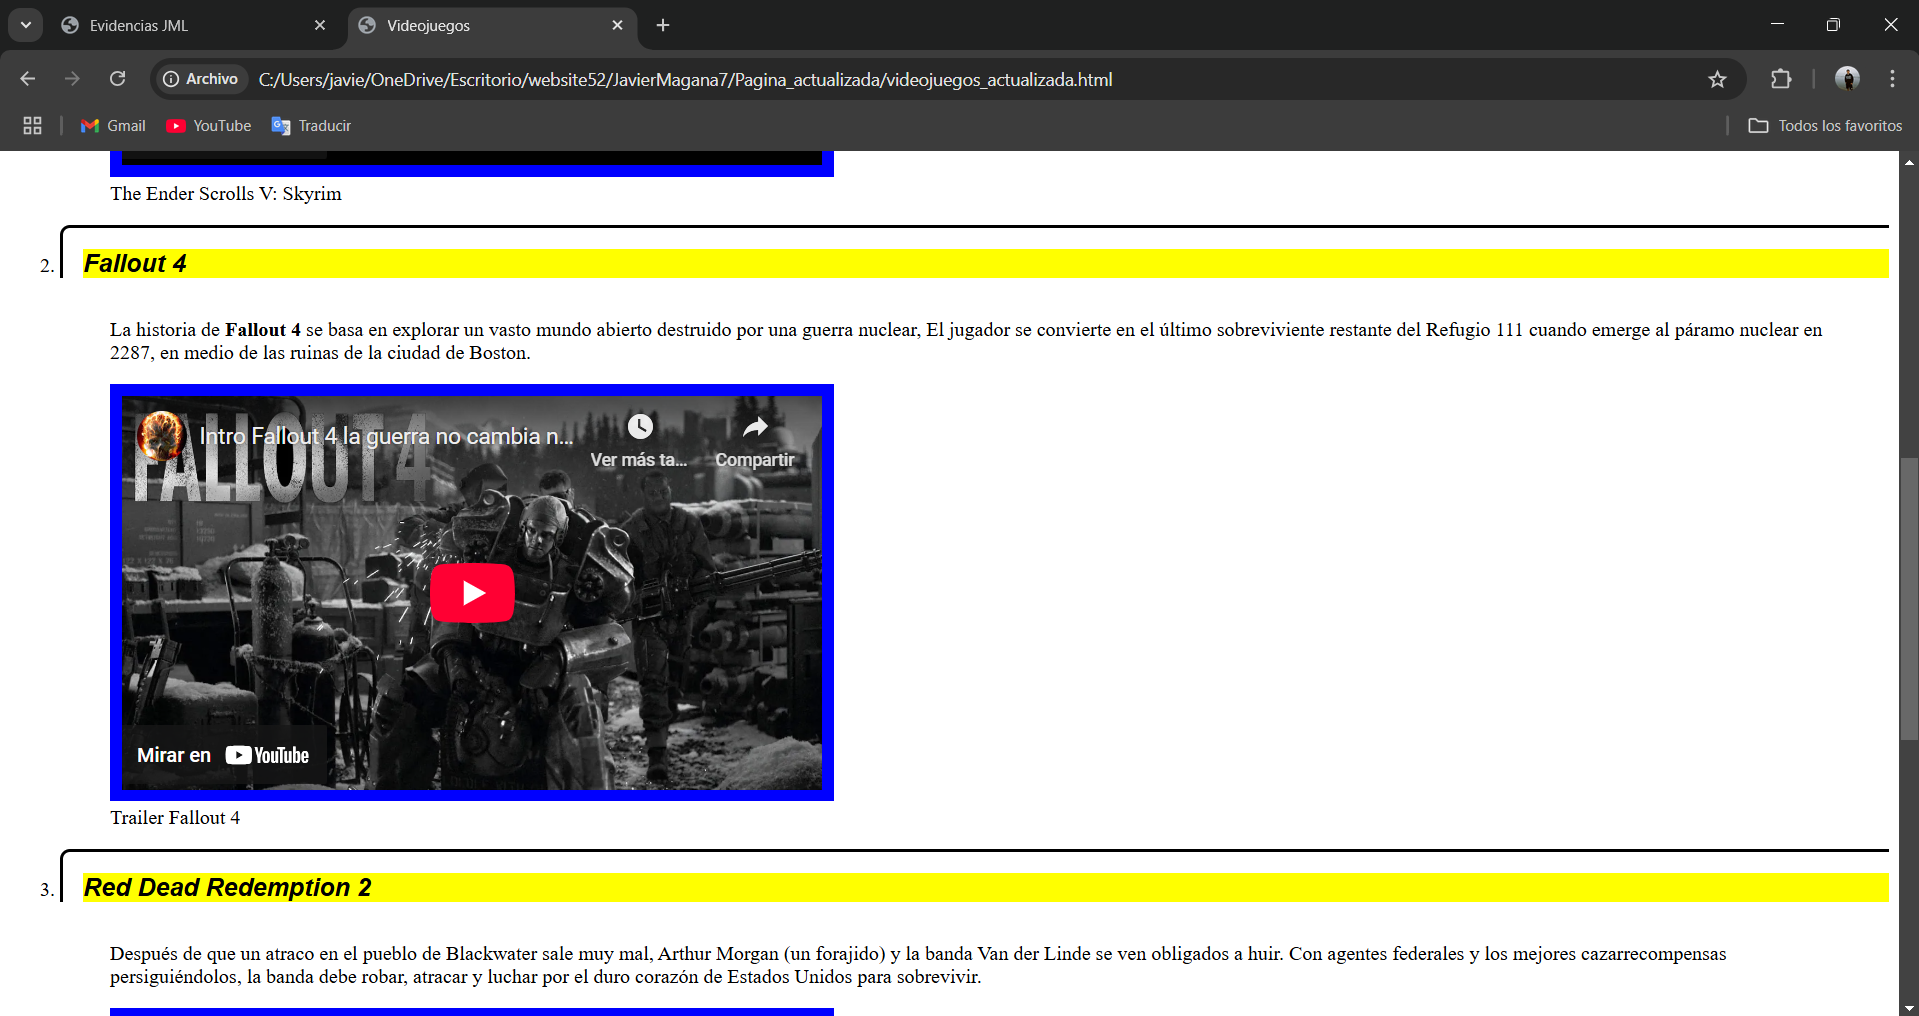 Evidencias JML
Videojuegos
Archivo C:/Users/javie/OneDrive/Escritorio/website52/JavierMagana7/Pagina_actualizada/videojuegos_actualizada.html
Gmail YouTube Traducir Todos los favoritos
The Ender Scrolls V: Skyrim
2. Fallout 4
La historia de Fallout 4 se basa en explorar un vasto mundo abierto destruido por una guerra nuclear, El jugador se convierte en el último sobreviviente restante del Refugio 111 cuando emerge al páramo nuclear en
2287, en medio de las ruinas de la ciudad de Boston.
FALLOUT 4
Intro Fallout 4 la guerra no cambia n...
Ver más ta...
Compartir
Mirar en YouTube
Trailer Fallout 4
3. Red Dead Redemption 2
Después de que un atraco en el pueblo de Blackwater sale muy mal, Arthur Morgan (un forajido) y la banda Van der Linde se ven obligados a huir. Con agentes federales y los mejores cazarrecompensas
persiguiéndolos, la banda debe robar, atracar y luchar por el duro corazón de Estados Unidos para sobrevivir.